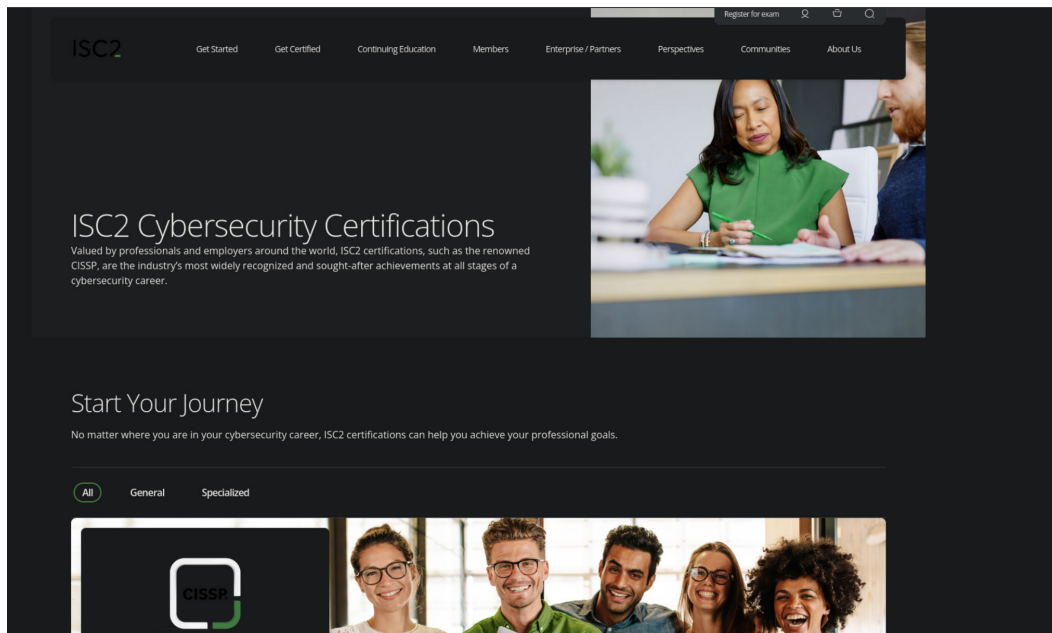 Register for exam
ISC2
Get Started
Get Certified
Continuing Education
Members
Enterprise / Partners
Perspectives
Communities
About Us
ISC2 Cybersecurity Certifications
Valued by professionals and employers around the world, ISC2 certifications, such as the renowned
CISSP, are the industry's most widely recognized and sought-after achievements at all stages of a
cybersecurity career.
Start Your Journey
No matter where you are in your cybersecurity career, ISC2 certifications can help you achieve your professional goals.
All
General
Specialized
CISSP